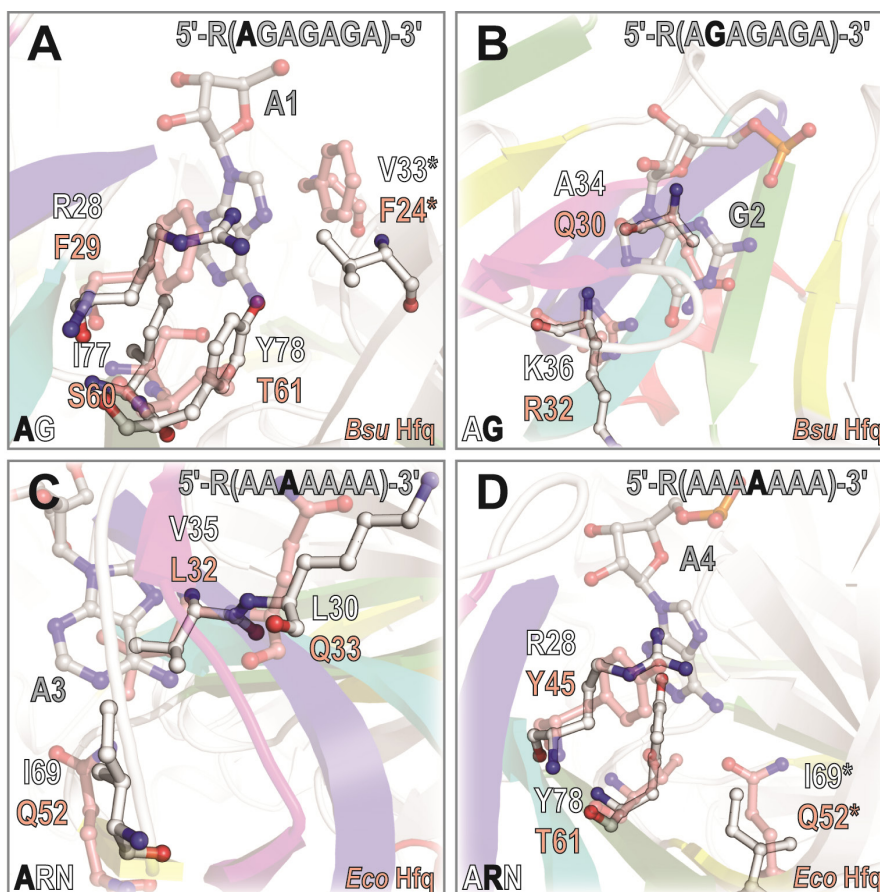 A
5'-R(AGAGAGA)-3'
A1
R28
F29
V33*
F24*
I77
S60
Y78
T61
AG
Bsu Hfq
B
5'-R(AGAGAGA)-3'
A34
Q30
G2
K36
R32
AG
Bsu Hfq
C
5'-R(AAAAAAA)-3'
V35
L32
L30
Q33
A3
I69
Q52
ARN
Eco Hfq
D
5'-R(AAAAAAA)-3'
A4
R28
Y45
Y78
T61
I69*
Q52*
ARN
Eco Hfq